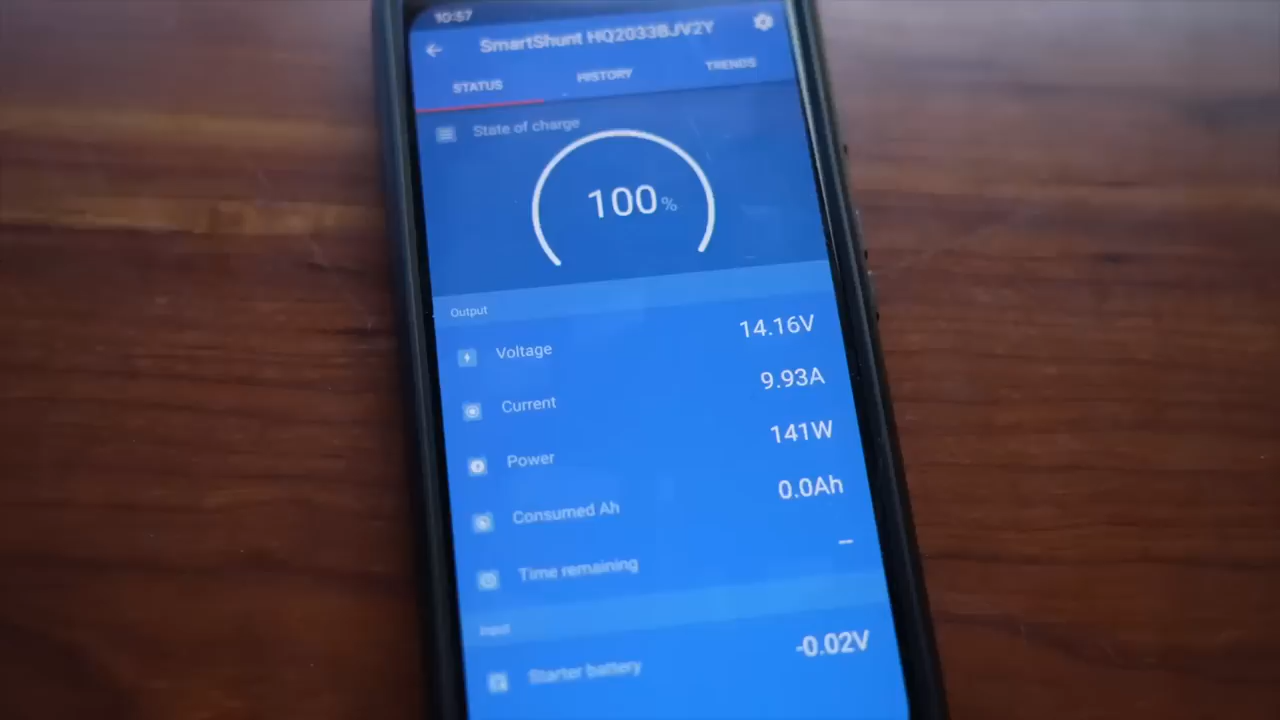 10:57
SmartShunt HQ2033BJV2Y
STATUS HISTORY TRENDS
State of charge
100%
Output
Voltage 14.16V
Current 9.93A
Power 141W
Consumed Ah 0.0Ah
Time remaining --
Input
Starter battery -0.02V